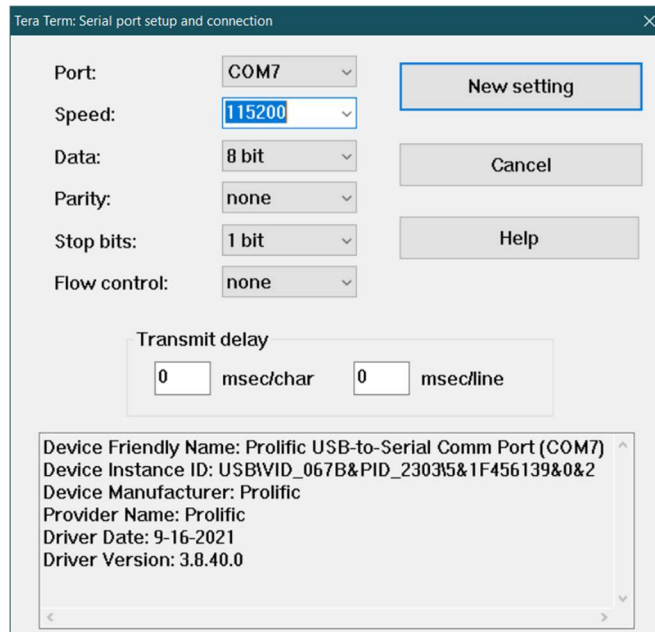 Tera Term: Serial port setup and connection
Port: COM7
New setting
Speed: 115200
Data: 8 bit
Cancel
Parity: none
Stop bits: 1 bit
Help
Flow control: none
Transmit delay
0 msec/char 0 msec/line
Device Friendly Name: Prolific USB-to-Serial Comm Port (COM7)
Device Instance ID: USB\VID_067B&PID_2303\5&1F456139&0&2
Device Manufacturer: Prolific
Provider Name: Prolific
Driver Date: 9-16-2021
Driver Version: 3.8.40.0